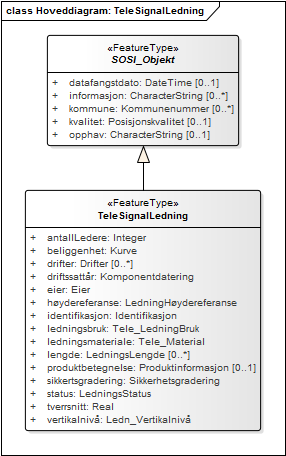 class Hoveddiagram: TeleSignalLedning
«FeatureType»
SOSI_Objekt
+ datafangstdato: DateTime [0..1]
+ informasjon: CharacterString [0..*]
+ kommune: Kommunenummer [0..*]
+ kvalitet: Posisjonskvalitet [0..1]
+ opphav: CharacterString [0..1]
«FeatureType»
TeleSignalLedning
+ antallLedere: Integer
+ beliggenhet: Kurve
+ drifter: Drifter [0..*]
+ driftssattår: Komponentdatering
+ eier: Eier
+ høydereferanse: LedningHøydereferanse
+ identifikasjon: Identifikasjon
+ ledningsbruk: Tele_LedningBruk
+ ledningsmateriale: Tele_Material
+ lengde: LedningsLengde [0..*]
+ produktbetegnelse: Produktinformasjon [0..1]
+ sikkertsgradering: Sikkerhetsgradering
+ status: LedningsStatus
+ tverrsnitt: Real
+ vertikalnivå: Ledn_Vertikalnivå